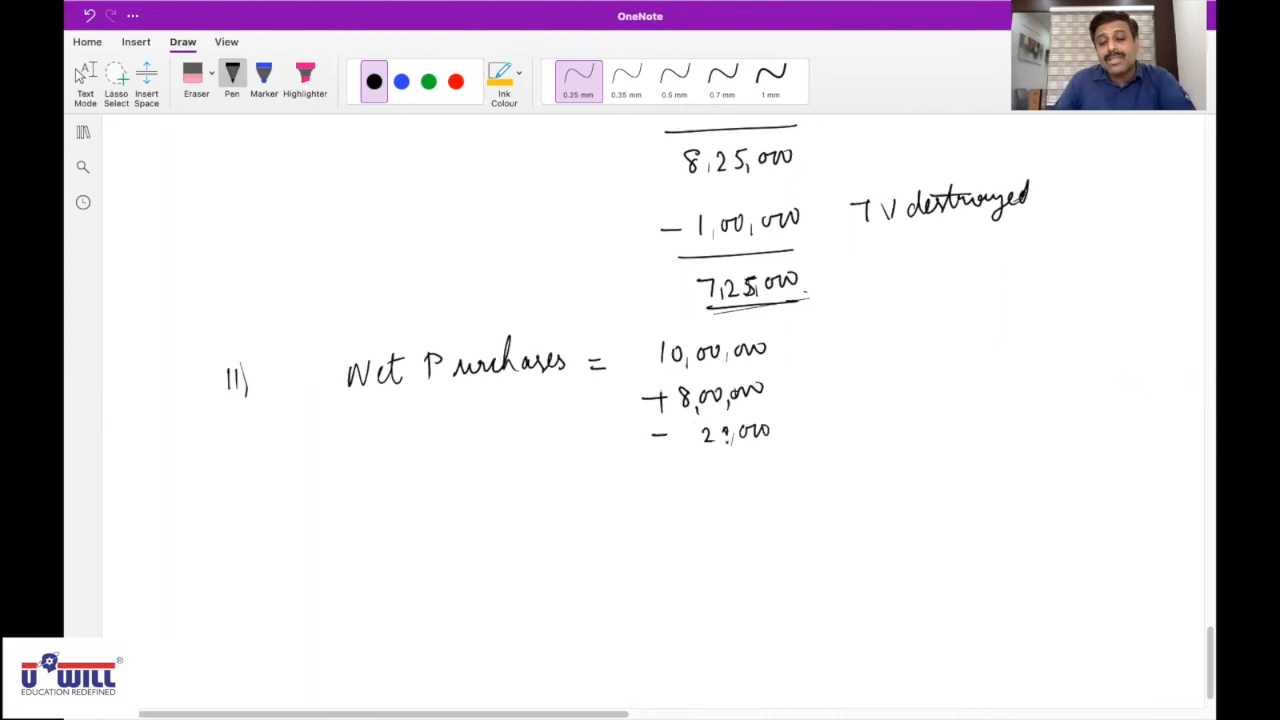 OneNote
Home Insert Draw View
Text Mode
Lasso Select
Insert Space
Eraser
Pen
Marker
Highlighter
Ink Colour
0.25 mm 0.35 mm 0.5 mm 0.7 mm 1 mm
8,25,000
- 1,00,000 TV destroyed
7,25,000
11) Net Purchases = 10,00,000
+ 8,00,000
-
U WILL
EDUCATION REDEFINED
®